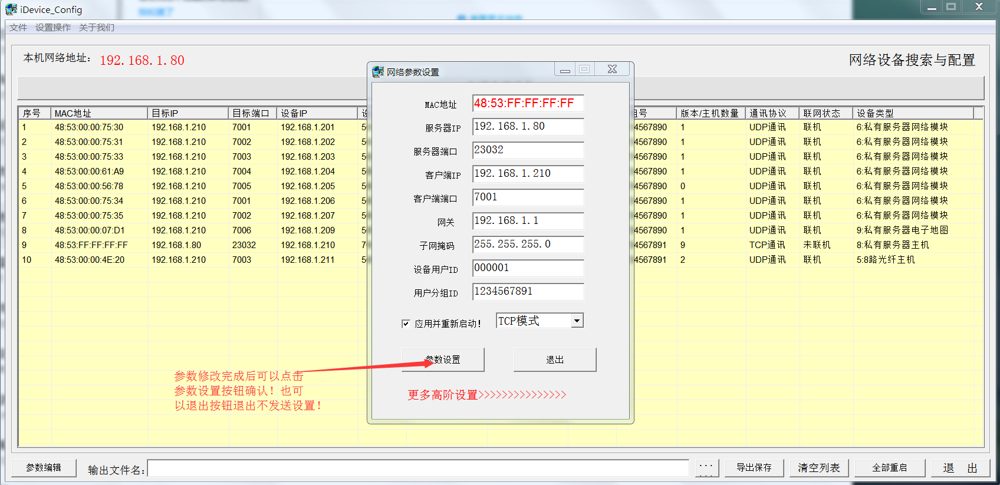 iDevice_Config
文件 设置操作 关于我们
本机网络地址： 192.168.1.80 网络设备搜索与配置
序号 MAC地址 目标IP 目标端口 设备IP 版本/主机数量 通讯协议 联网状态 设备类型
1 48:53:00:00:75:30 192.168.1.210 7001 192.168.1.201 4567890 1 UDP通讯 联机 6:私有服务器网络模块
2 48:53:00:00:75:31 192.168.1.210 7002 192.168.1.202 4567890 1 UDP通讯 联机 6:私有服务器网络模块
3 48:53:00:00:75:33 192.168.1.210 7003 192.168.1.203 4567890 1 UDP通讯 联机 6:私有服务器网络模块
4 48:53:00:00:61:A9 192.168.1.210 7004 192.168.1.204 4567890 1 UDP通讯 联机 6:私有服务器网络模块
5 48:53:00:00:56:78 192.168.1.210 7005 192.168.1.205 4567890 0 UDP通讯 联机 6:私有服务器网络模块
6 48:53:00:00:75:34 192.168.1.210 7001 192.168.1.206 4567890 1 UDP通讯 联机 6:私有服务器网络模块
7 48:53:00:00:75:35 192.168.1.210 7002 192.168.1.207 4567890 1 UDP通讯 联机 6:私有服务器网络模块
8 48:53:00:00:07:D1 192.168.1.210 7006 192.168.1.209 4567890 1 UDP通讯 联机 9:私有服务器电子地图
9 48:53:FF:FF:FF:FF 192.168.1.80 23032 192.168.1.210 4567891 9 TCP通讯 未联机 8:私有服务器主机
10 48:53:00:00:4E:20 192.168.1.210 7003 192.168.1.211 4567891 2 UDP通讯 联机 5:8路光纤主机
网络参数设置
MAC地址 48:53:FF:FF:FF:FF
服务器IP 192.168.1.80
服务器端口 23032
客户端IP 192.168.1.210
客户端端口 7001
网关 192.168.1.1
子网掩码 255.255.255.0
设备用户ID 000001
用户分组ID 1234567891
应用并重新启动！ TCP模式
参数设置 退出
更多高阶设置>>>>>>>>>>>>>>>
参数修改完成后可以点击
参数设置按钮确认！也可
以退出按钮退出不发送设置！
参数编辑 输出文件名： ... 导出保存 清空列表 全部重启 退 出